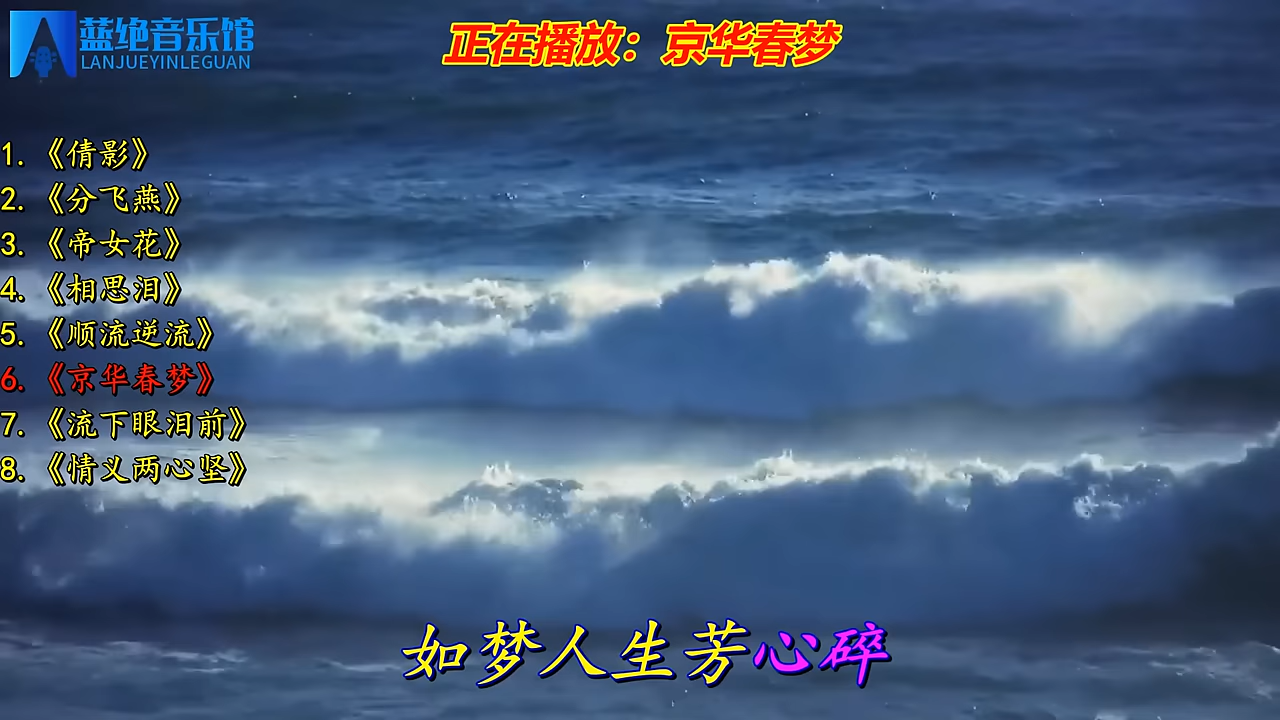 蓝绝音乐馆
LANJUEYINLEGUAN
正在播放：京华春梦
1.《倩影》
2.《分飞燕》
3.《帝女花》
4.《相思泪》
5.《顺流逆流》
6.《京华春梦》
7.《流下眼泪前》
8.《情义两心坚》
如梦人生芳心碎